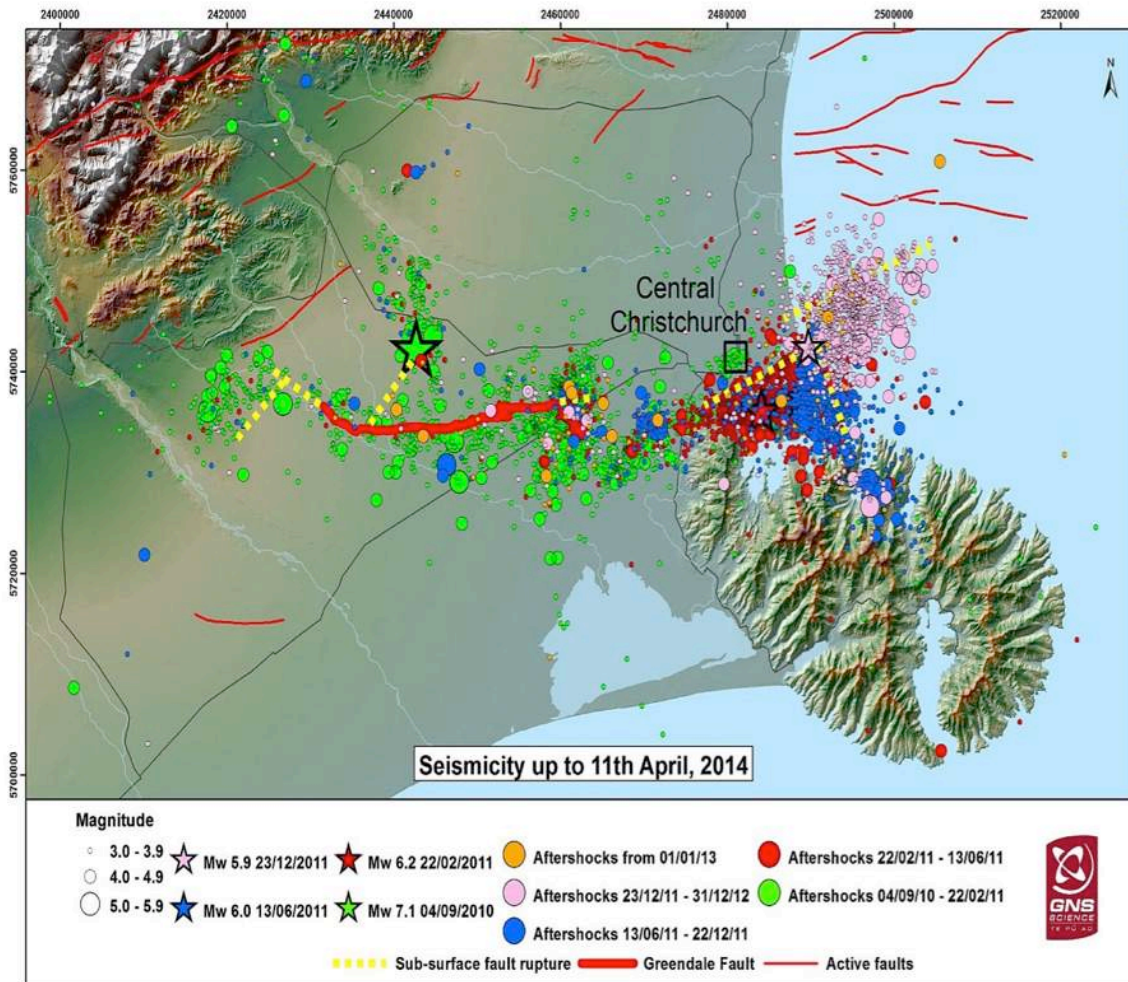 2400000 2420000 2440000 2460000 2480000 2500000 2520000
N
5760000
Central
Christchurch
5740000
5720000
5700000
Seismicity up to 11th April, 2014
Magnitude
3.0 - 3.9
4.0 - 4.9
5.0 - 5.9
Mw 5.9 23/12/2011
Mw 6.0 13/06/2011
Mw 6.2 22/02/2011
Mw 7.1 04/09/2010
Aftershocks from 01/01/13
Aftershocks 23/12/11 - 31/12/12
Aftershocks 13/06/11 - 22/12/11
Aftershocks 22/02/11 - 13/06/11
Aftershocks 04/09/10 - 22/02/11
Sub-surface fault rupture Greendale Fault Active faults
GNS
SCIENCE
TE PŪ AO